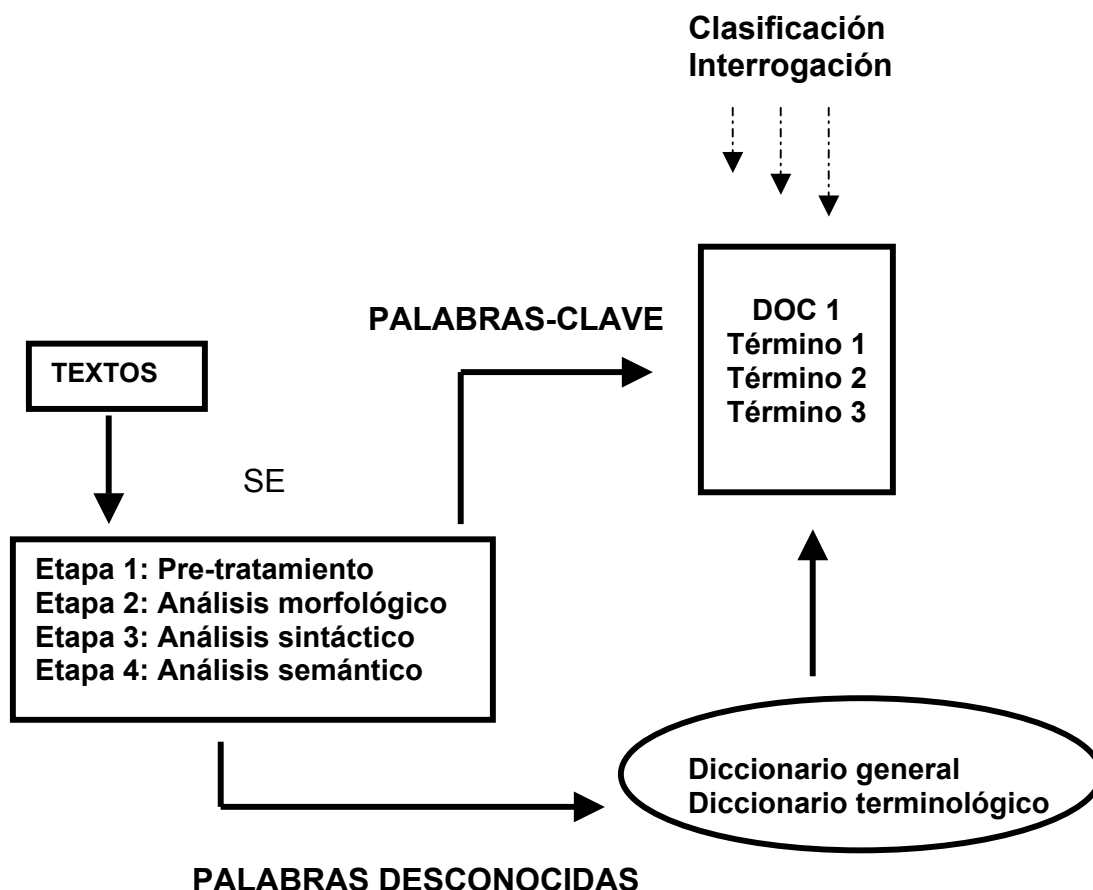 Clasificación
Interrogación
DOC 1
Término 1
Término 2
Término 3
PALABRAS-CLAVE
TEXTOS
SE
Etapa 1: Pre-tratamiento
Etapa 2: Análisis morfológico
Etapa 3: Análisis sintáctico
Etapa 4: Análisis semántico
Diccionario general
Diccionario terminológico
PALABRAS DESCONOCIDAS